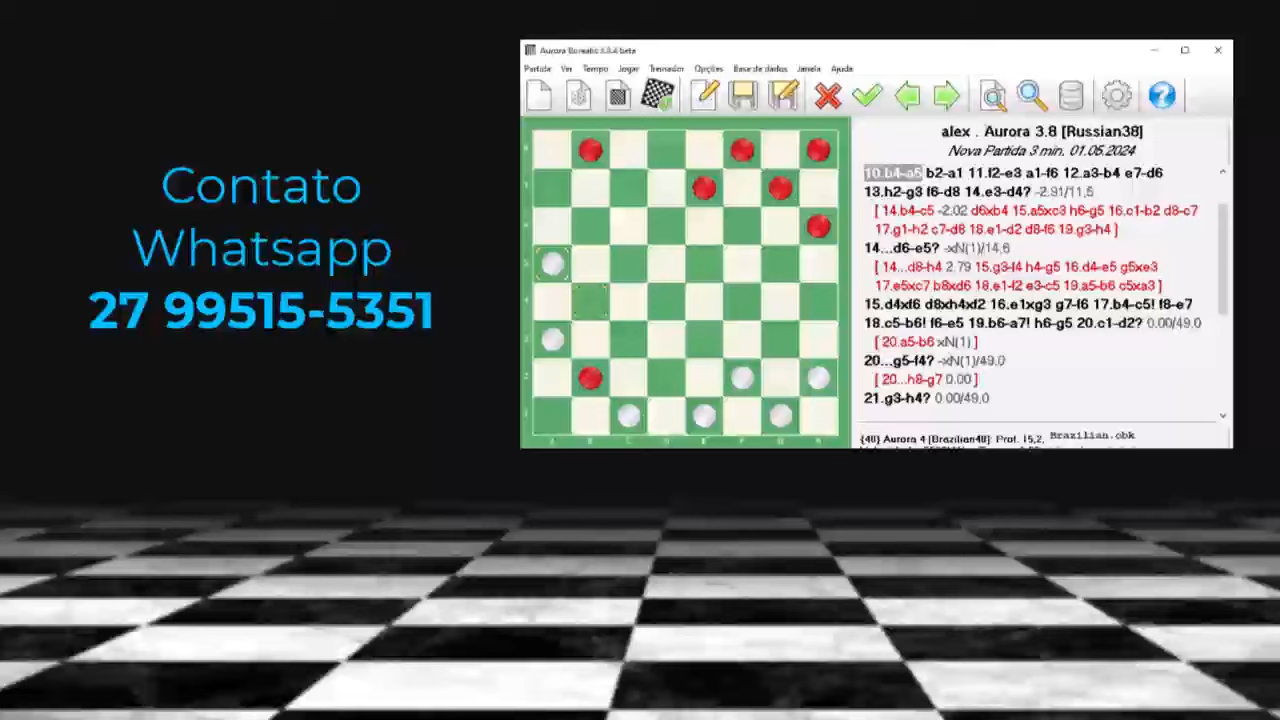 Contato
Whatsapp
27 99515-5351
Aurora Borealis 3.8.4 beta
Partida Ver Tempo Jogar Treinador Opções Base de dados Janela Ajuda
alex . Aurora 3.8 [Russian38]
Nova Partida 3 min, 01.05.2024
10.b4-a5 b2-a1 11.f2-e3 a1-f6 12.a3-b4 e7-d6
13.h2-g3 f6-d8 14.e3-d4? -2.91/11,5
[ 14.b4-c5 -2.02 d6xb4 15.a5xc3 h6-g5 16.c1-b2 d8-c7
17.g1-h2 c7-d6 18.e1-d2 d8-f6 19.g3-h4 ]
14...d6-e5? -xN(1)/14,6
[ 14...d8-h4 2.79 15.g3-f4 h4-g5 16.d4-e5 g5xe3
17.e5xc7 b8xd6 18.e1-f2 e3-c5 19.a5-b6 c5xa3 ]
15.d4xf6 d8xh4xf2 16.e1xg3 g7-f6 17.b4-c5! f8-e7
18.c5-b6! f6-e5 19.b6-a7! h6-g5 20.c1-d2? 0.00/49.0
[ 20.a5-b6 xN(1) ]
20...g5-f4? -xN(1)/49.0
[ 20...h8-g7 0.00 ]
21.g3-h4? 0.00/49.0
{48} Aurora 4 [Brazilian48]: Prof. 15,2, Brazilian.obk
A B C E G H